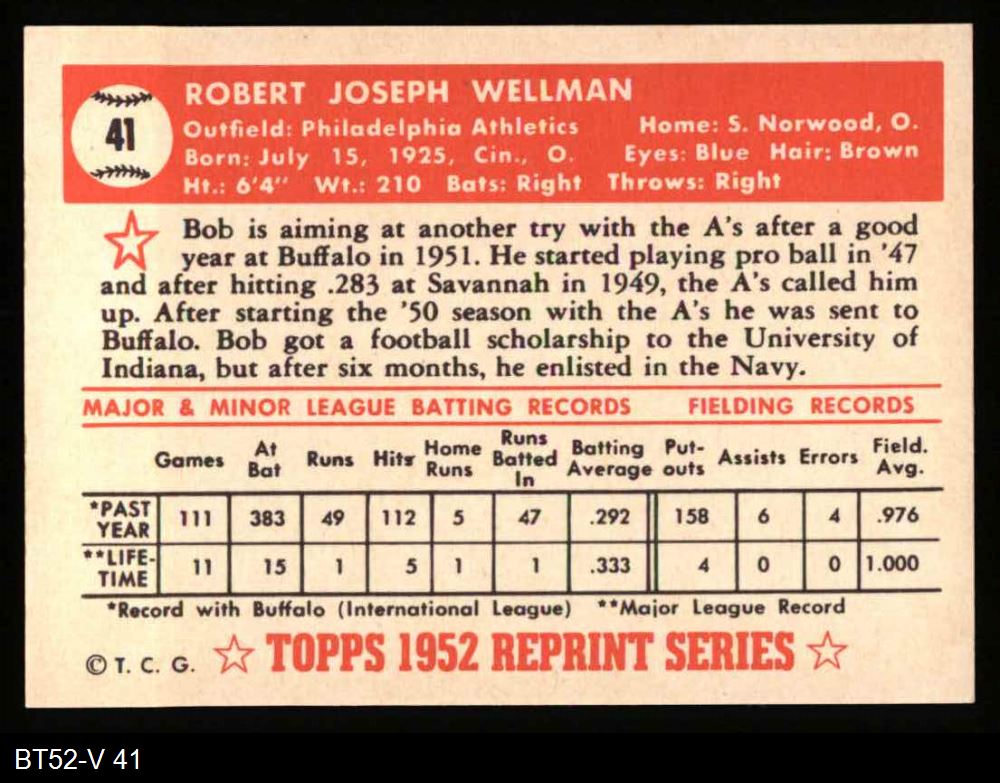 41
ROBERT JOSEPH WELLMAN
Outfield: Philadelphia Athletics Home: S. Norwood, O.
Born: July 15, 1925, Cin., O. Eyes: Blue Hair: Brown
Ht.: 6'4" Wt.: 210 Bats: Right Throws: Right
Bob is aiming at another try with the A's after a good
year at Buffalo in 1951. He started playing pro ball in '47
and after hitting .283 at Savannah in 1949, the A's called him
up. After starting the '50 season with the A's he was sent to
Buffalo. Bob got a football scholarship to the University of
Indiana, but after six months, he enlisted in the Navy.
MAJOR & MINOR LEAGUE BATTING RECORDS FIELDING RECORDS
Games At Bat Runs Hits Home Runs Runs Batted In Batting Average Put-outs Assists Errors Field. Avg.
*PAST YEAR 111 383 49 112 5 47 .292 158 6 4 .976
**LIFE-TIME 11 15 1 5 1 1 .333 4 0 0 1.000
*Record with Buffalo (International League) **Major League Record
© T. C. G. TOPPS 1952 REPRINT SERIES
BT52-V 41